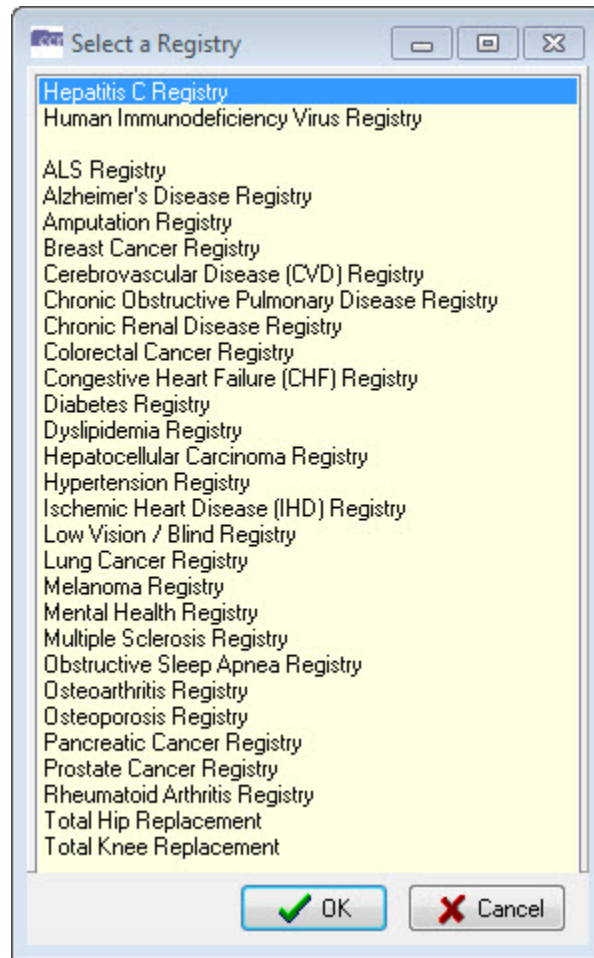 ccr Select a Registry
Hepatitis C Registry
Human Immunodeficiency Virus Registry
ALS Registry
Alzheimer's Disease Registry
Amputation Registry
Breast Cancer Registry
Cerebrovascular Disease (CVD) Registry
Chronic Obstructive Pulmonary Disease Registry
Chronic Renal Disease Registry
Colorectal Cancer Registry
Congestive Heart Failure (CHF) Registry
Diabetes Registry
Dyslipidemia Registry
Hepatocellular Carcinoma Registry
Hypertension Registry
Ischemic Heart Disease (IHD) Registry
Low Vision / Blind Registry
Lung Cancer Registry
Melanoma Registry
Mental Health Registry
Multiple Sclerosis Registry
Obstructive Sleep Apnea Registry
Osteoarthritis Registry
Osteoporosis Registry
Pancreatic Cancer Registry
Prostate Cancer Registry
Rheumatoid Arthritis Registry
Total Hip Replacement
Total Knee Replacement
OK Cancel